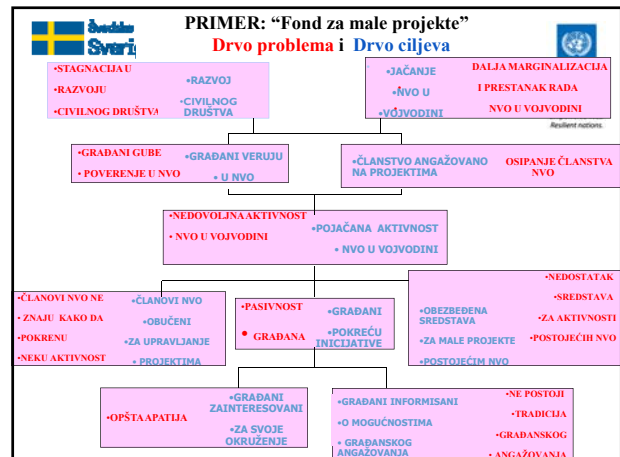 Švedska
Sverige
PRIMER: “Fond za male projekte”
Drvo problema i Drvo ciljeva
•STAGNACIJA U
•RAZVOJU
•CIVILNOG DRUŠTVA
•RAZVOJ
•CIVILNOG
DRUŠTVA
•JAČANJE
•NVO U
•VOJVODINI
DALJA MARGINALIZACIJA
I PRESTANAK RADA
NVO U VOJVODINI
Resilient nations.
•GRAĐANI GUBE
• POVERENJE U NVO
•GRAĐANI VERUJU
• U NVO
•ČLANSTVO ANGAŽOVANO
NA PROJEKTIMA
OSIPANJE ČLANSTVA
NVO
•NEDOVOLJNA AKTIVNOST
• NVO U VOJVODINI
•POJAČANA AKTIVNOST
• NVO U VOJVODINI
•ČLANOVI NVO NE
• ZNAJU KAKO DA
•POKRENU
•NEKU AKTIVNOST
•ČLANOVI NVO
•OBUČENI
•ZA UPRAVLJANJE
• PROJEKTIMA
•PASIVNOST
• GRAĐANA
•GRAĐANI
•POKREĆU
INICIJATIVE
•OBEZBEĐENA
SREDSTAVA
•ZA MALE PROJEKTE
•POSTOJEĆIM NVO
•NEDOSTATAK
•SREDSTAVA
•ZA AKTIVNOSTI
•POSTOJEĆIH NVO
•OPŠTA APATIJA
•GRAĐANI
ZAINTERESOVANI
•ZA SVOJE
OKRUŽENJE
•GRAĐANI INFORMISANI
•O MOGUĆNOSTIMA
• GRAĐANSKOG
ANGAŽOVANJA
•NE POSTOJI
•TRADICIJA
•GRAĐANSKOG
• ANGAŽOVANJA